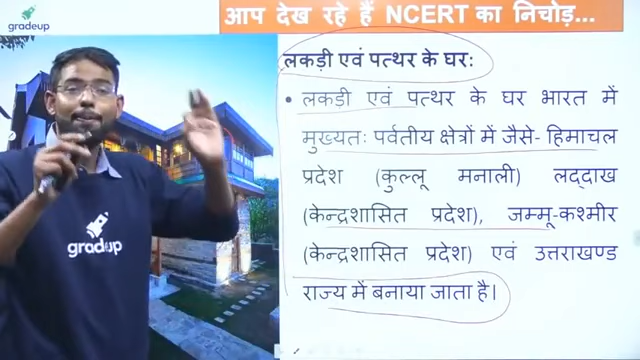 gradeup
आप देख रहे हैं NCERT का निचोड़...
लकड़ी एवं पत्थर के घर:
• लकड़ी एवं पत्थर के घर भारत में
मुख्यतः पर्वतीय क्षेत्रों में जैसे- हिमाचल
प्रदेश (कुल्लू मनाली) लद्दाख
(केन्द्रशासित प्रदेश), जम्मू-कश्मीर
(केन्द्रशासित प्रदेश) एवं उत्तराखण्ड
राज्य में बनाया जाता है।
gradeup